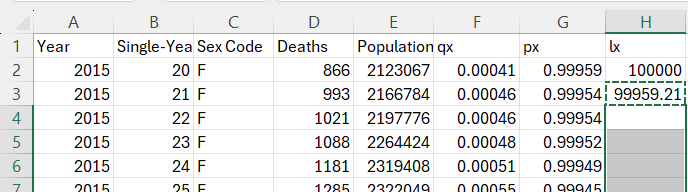 A B C D E F G H
1 Year Single-Yea Sex Code Deaths Population qx px lx
2 2015 20 F 866 2123067 0.00041 0.99959 100000
3 2015 21 F 993 2166784 0.00046 0.99954 99959.21
4 2015 22 F 1021 2197776 0.00046 0.99954
5 2015 23 F 1088 2264424 0.00048 0.99952
6 2015 24 F 1181 2319408 0.00051 0.99949
7 2015 25 F 1285 2322049 0.00055 0.99945